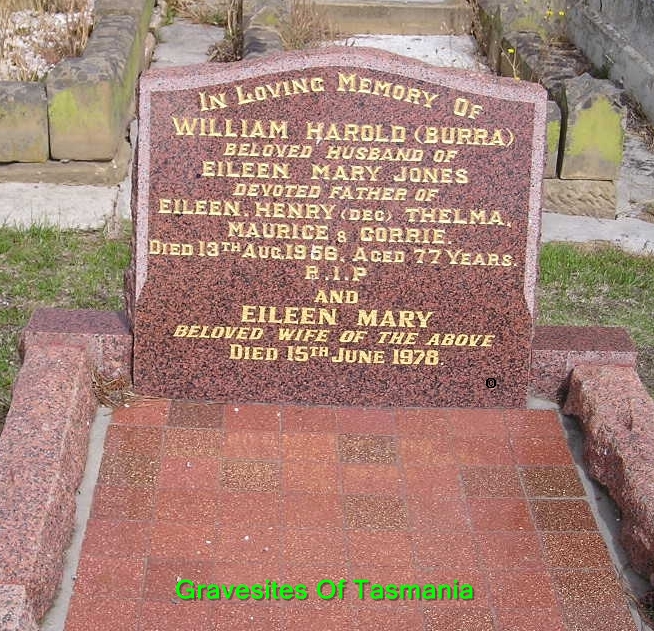 In Loving Memory Of
WILLIAM HAROLD (BURRA)
BELOVED HUSBAND OF
EILEEN MARY JONES
DEVOTED FATHER OF
EILEEN. HENRY (DEC) THELMA.
MAURICE & CORRIE.
DIED 13TH AUG. 1956. AGED 77 YEARS.
R.I.P
AND
EILEEN MARY
BELOVED WIFE OF THE ABOVE
DIED 15TH JUNE 1978.
Gravesites Of Tasmania